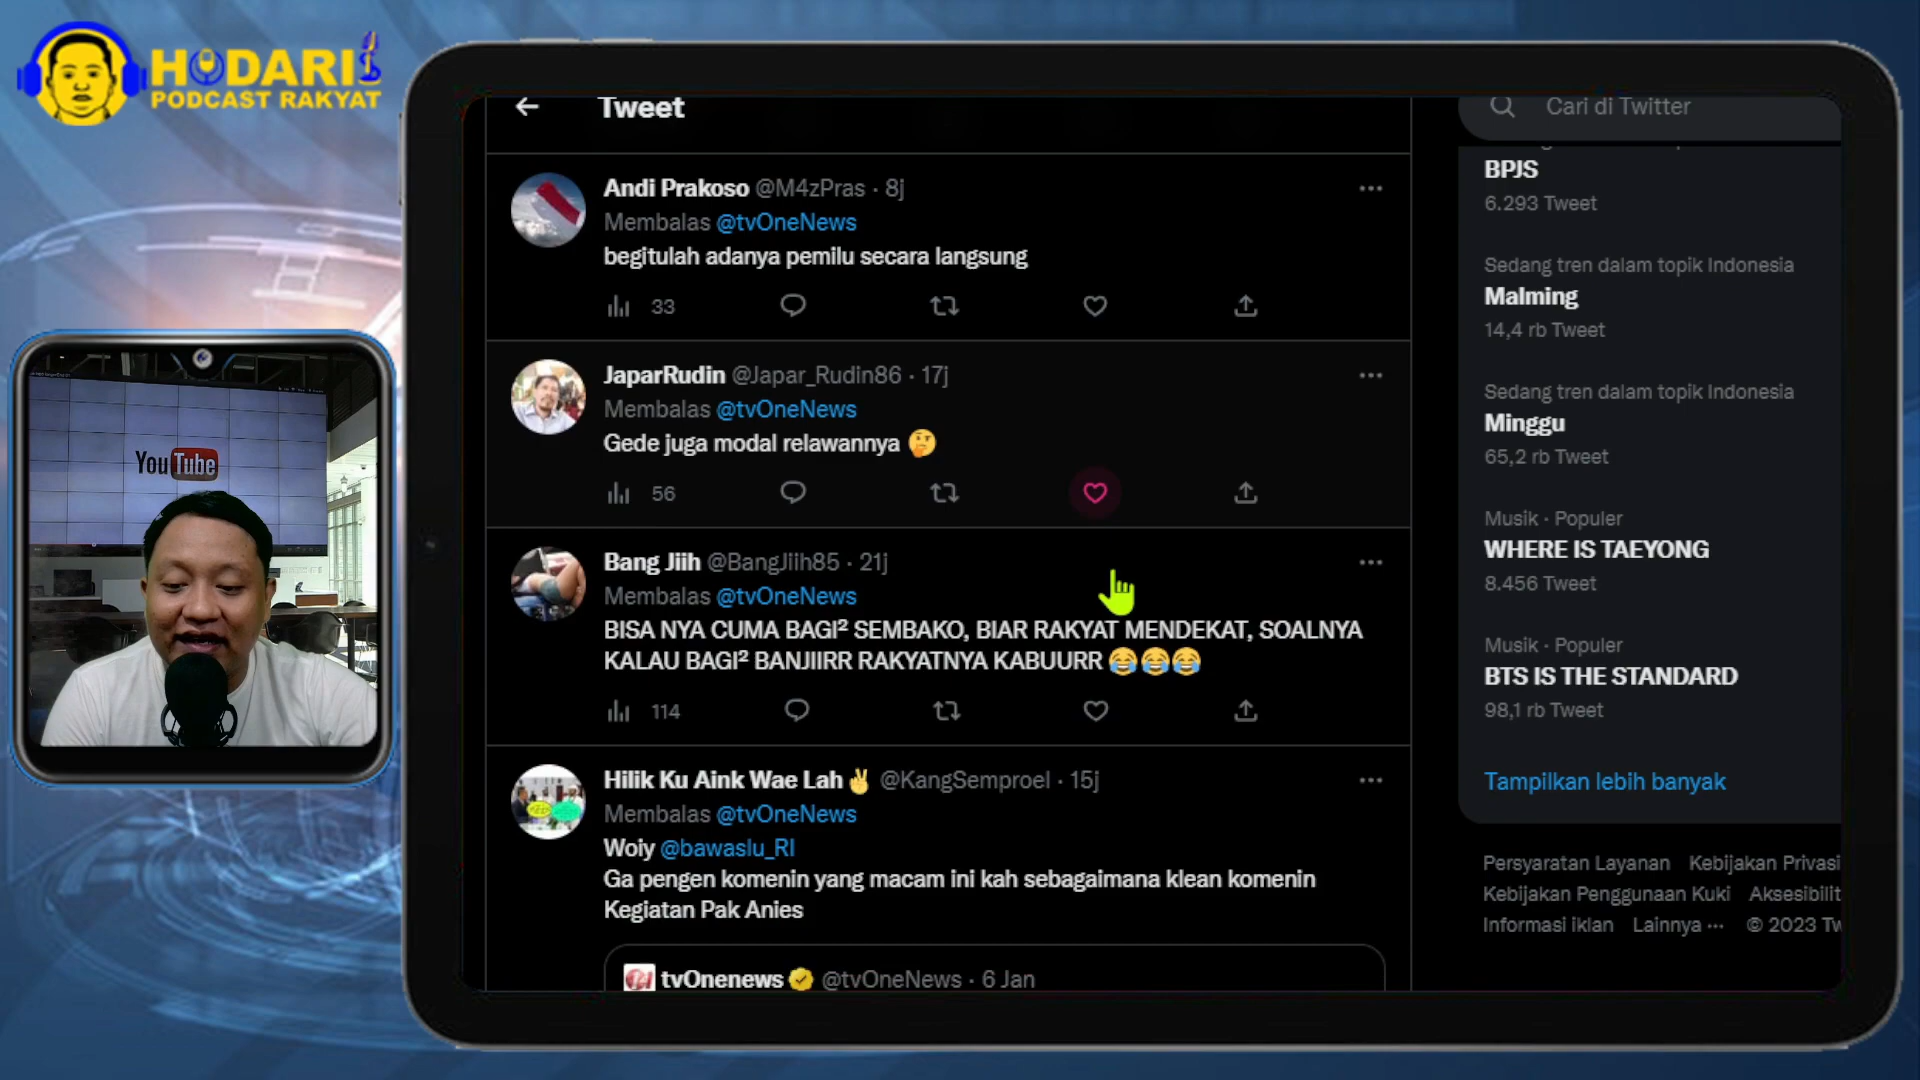 HODARI
PODCAST RAKYAT
YouTube
Tweet
Andi Prakoso @M4zPras · 8j
Membalas @tvOneNews
begitulah adanya pemilu secara langsung
33
JaparRudin @Japar_Rudin86 · 17j
Membalas @tvOneNews
Gede juga modal relawannya 🤔
56
Bang Jiih @BangJiih85 · 21j
Membalas @tvOneNews
BISA NYA CUMA BAGI² SEMBAKO, BIAR RAKYAT MENDEKAT, SOALNYA
KALAU BAGI² BANJIIRR RAKYATNYA KABUURR 😂😂😂
114
Hilik Ku Aink Wae Lah✌ @KangSemproel · 15j
Membalas @tvOneNews
Woiy @bawaslu_RI
Ga pengen komenin yang macam ini kah sebagaimana klean komenin
Kegiatan Pak Anies
tvOnenews @tvOneNews · 6 Jan
Cari di Twitter
BPJS
6.293 Tweet
Sedang tren dalam topik Indonesia
Malming
14,4 rb Tweet
Sedang tren dalam topik Indonesia
Minggu
65,2 rb Tweet
Musik · Populer
WHERE IS TAEYONG
8.456 Tweet
Musik · Populer
BTS IS THE STANDARD
98,1 rb Tweet
Tampilkan lebih banyak
Persyaratan Layanan Kebijakan Privasi
Kebijakan Penggunaan Kuki Aksesibilit
Informasi iklan Lainnya ··· © 2023 Tw